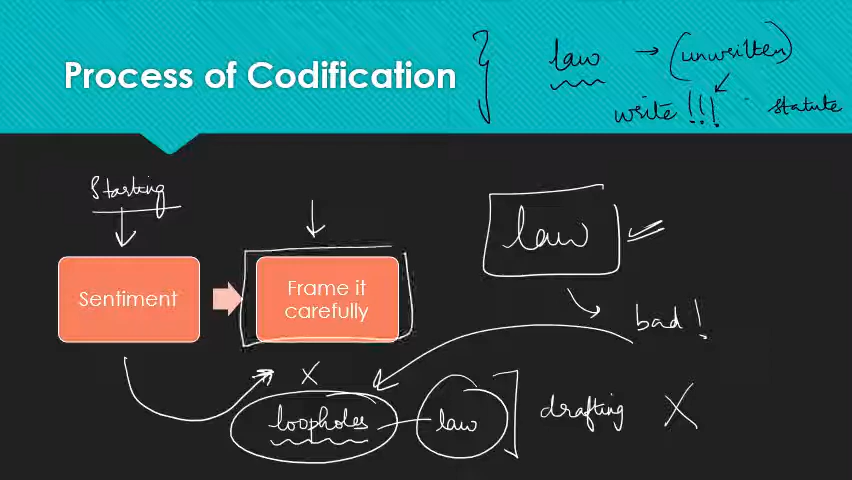 Process of Codification
law → (unwritten)
write !!! statute
Starting
Sentiment
Frame it
carefully
law
bad!
X
loopholes law drafting X